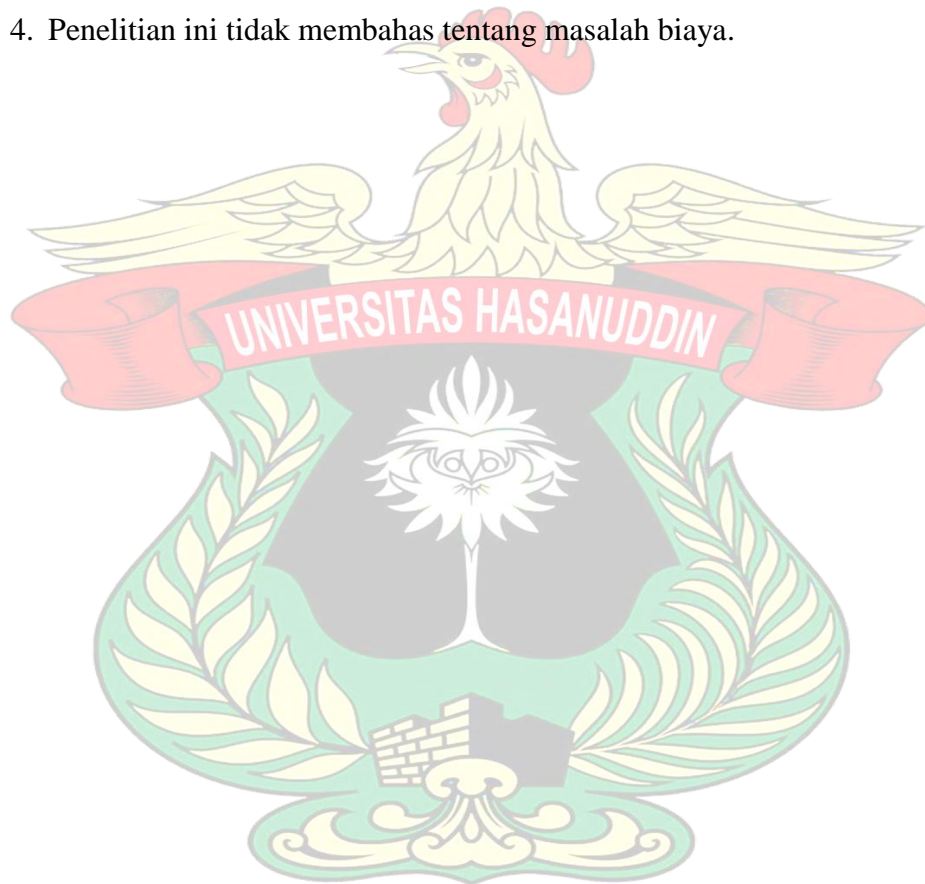 4. Penelitian ini tidak membahas tentang masalah biaya.
UNIVERSITAS HASANUDDIN